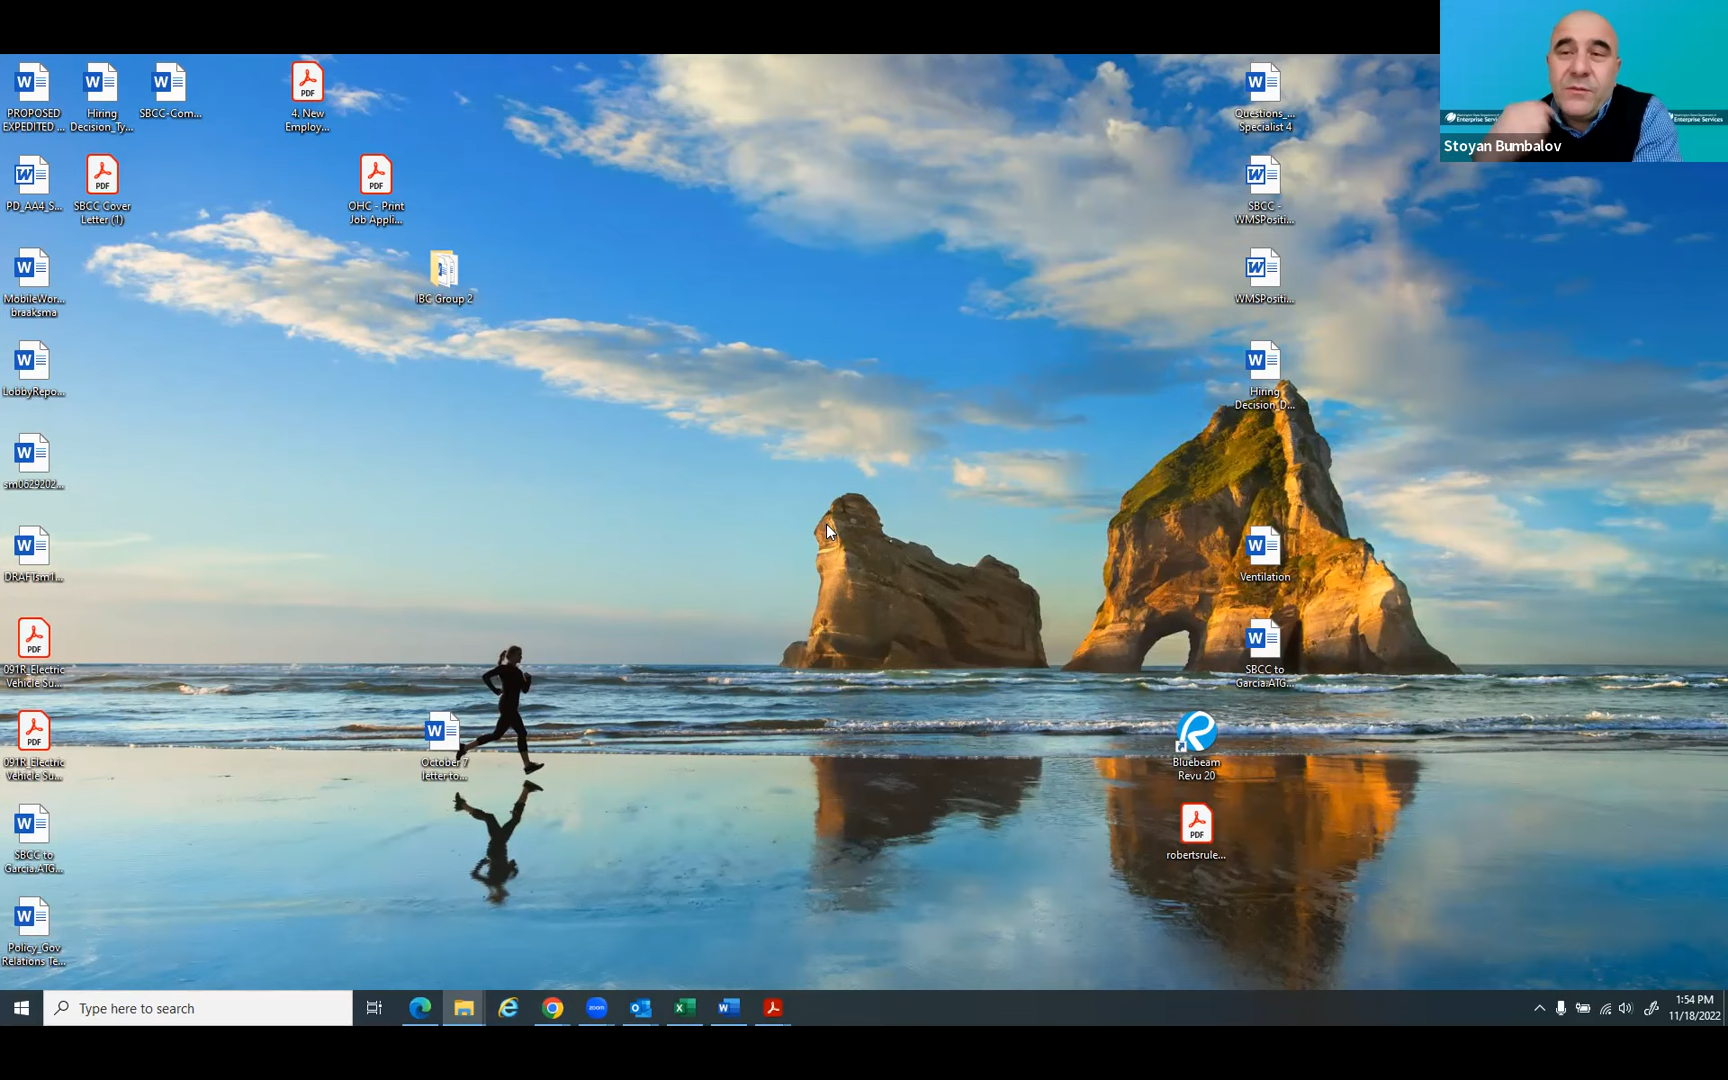 PROPOSED
EXPEDITED ...
Hiring
Decision_Ty...
SBCC-Com...
4. New
Employ...
Questions_...
Specialist 4
Enterprise Services
Stoyan Bumbalov
PD_AA4_S...
SBCC Cover
Letter (1)
OHC - Print
Job Appli...
SBCC -
WMSPositi...
MobileWor...
braaksma
IBC Group 2
WMSPositi...
LobbyRepo...
Hiring
Decision_D...
sm0629202...
DRAFTsm1...
Ventilation
091R_Electric
Vehicle Su...
SBCC to
Garcia.ATG...
091R_Electric
Vehicle Su...
October 7
letter to...
Bluebeam
Revu 20
SBCC to
Garcia.ATG...
robertsrule...
Policy_Gov
Relations Te...
Type here to search
1:54 PM
11/18/2022